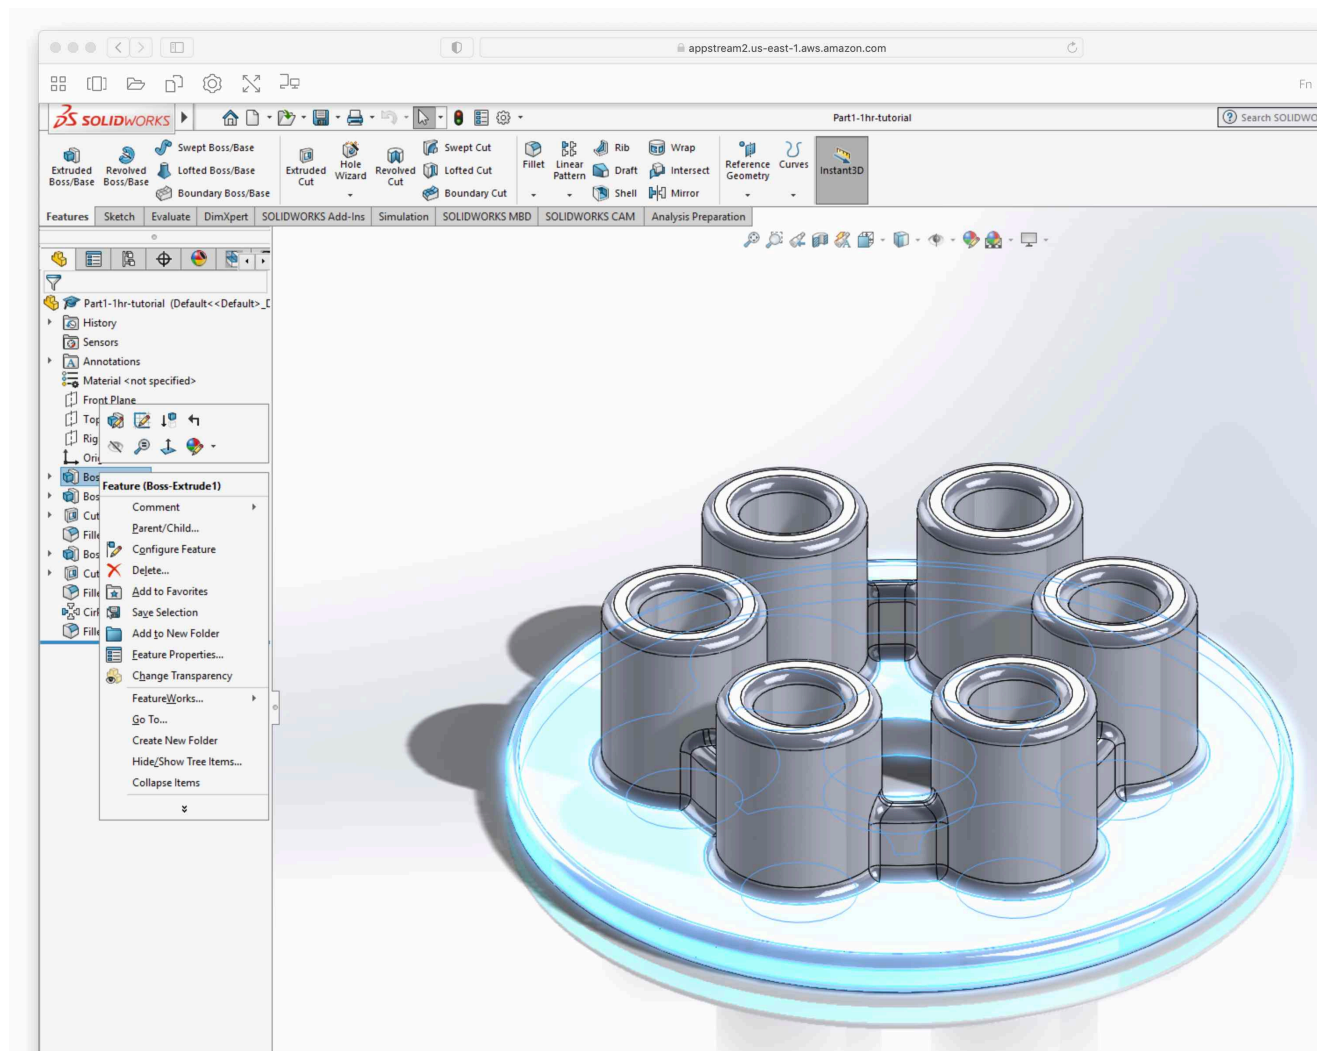 appstream2.us-east-1.aws.amazon.com
Fn
SOLIDWORKS
Part1-1hr-tutorial
Search SOLIDWO
Extruded Boss/Base
Revolved Boss/Base
Swept Boss/Base
Lofted Boss/Base
Boundary Boss/Base
Extruded Cut
Hole Wizard
Revolved Cut
Swept Cut
Lofted Cut
Boundary Cut
Fillet
Linear Pattern
Rib
Draft
Shell
Wrap
Intersect
Mirror
Reference Geometry
Curves
Instant3D
Features
Sketch
Evaluate
DimXpert
SOLIDWORKS Add-Ins
Simulation
SOLIDWORKS MBD
SOLIDWORKS CAM
Analysis Preparation
Part1-1hr-tutorial (Default<<Default>_D
History
Sensors
A Annotations
Material <not specified>
Front Plane
Top
Rig
Ori
Bos
Bos
Cut
Fille
Bos
Cut
Fille
Cir
Fille
Feature (Boss-Extrude1)
Comment
Parent/Child...
Configure Feature
Delete...
Add to Favorites
Save Selection
Add to New Folder
Feature Properties...
Change Transparency
FeatureWorks...
Go To...
Create New Folder
Hide/Show Tree Items...
Collapse Items